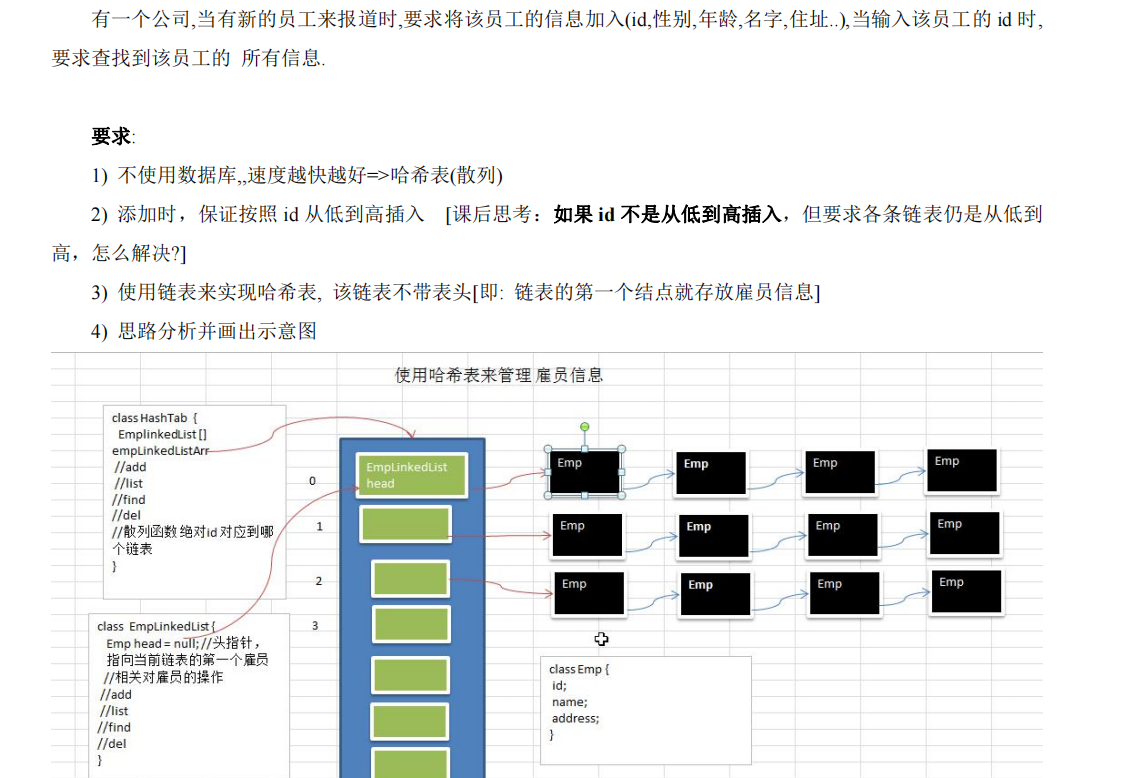 有一个公司,当有新的员工来报道时,要求将该员工的信息加入(id,性别,年龄,名字,住址..),当输入该员工的 id 时,
要求查找到该员工的 所有信息.
要求:
1) 不使用数据库,,速度越快越好=>哈希表(散列)
2) 添加时，保证按照 id 从低到高插入 [课后思考：如果 id 不是从低到高插入，但要求各条链表仍是从低到
高，怎么解决?]
3) 使用链表来实现哈希表, 该链表不带表头[即: 链表的第一个结点就存放雇员信息]
4) 思路分析并画出示意图
使用哈希表来管理 雇员信息
class HashTab {
EmplinkedList []
empLinkedListArr
//add
//list
//find
//del
//散列函数 绝对id 对应到哪
个链表
}
class EmpLinkedList {
Emp head = null; //头指针，
指向当前链表的第一个雇员
//相关对雇员的操作
//add
//list
//find
//del
}
0
1
2
3
EmpLinkedList
head
Emp
Emp
Emp
Emp
Emp
Emp
Emp
Emp
Emp
Emp
Emp
Emp
class Emp {
id;
name;
address;
}